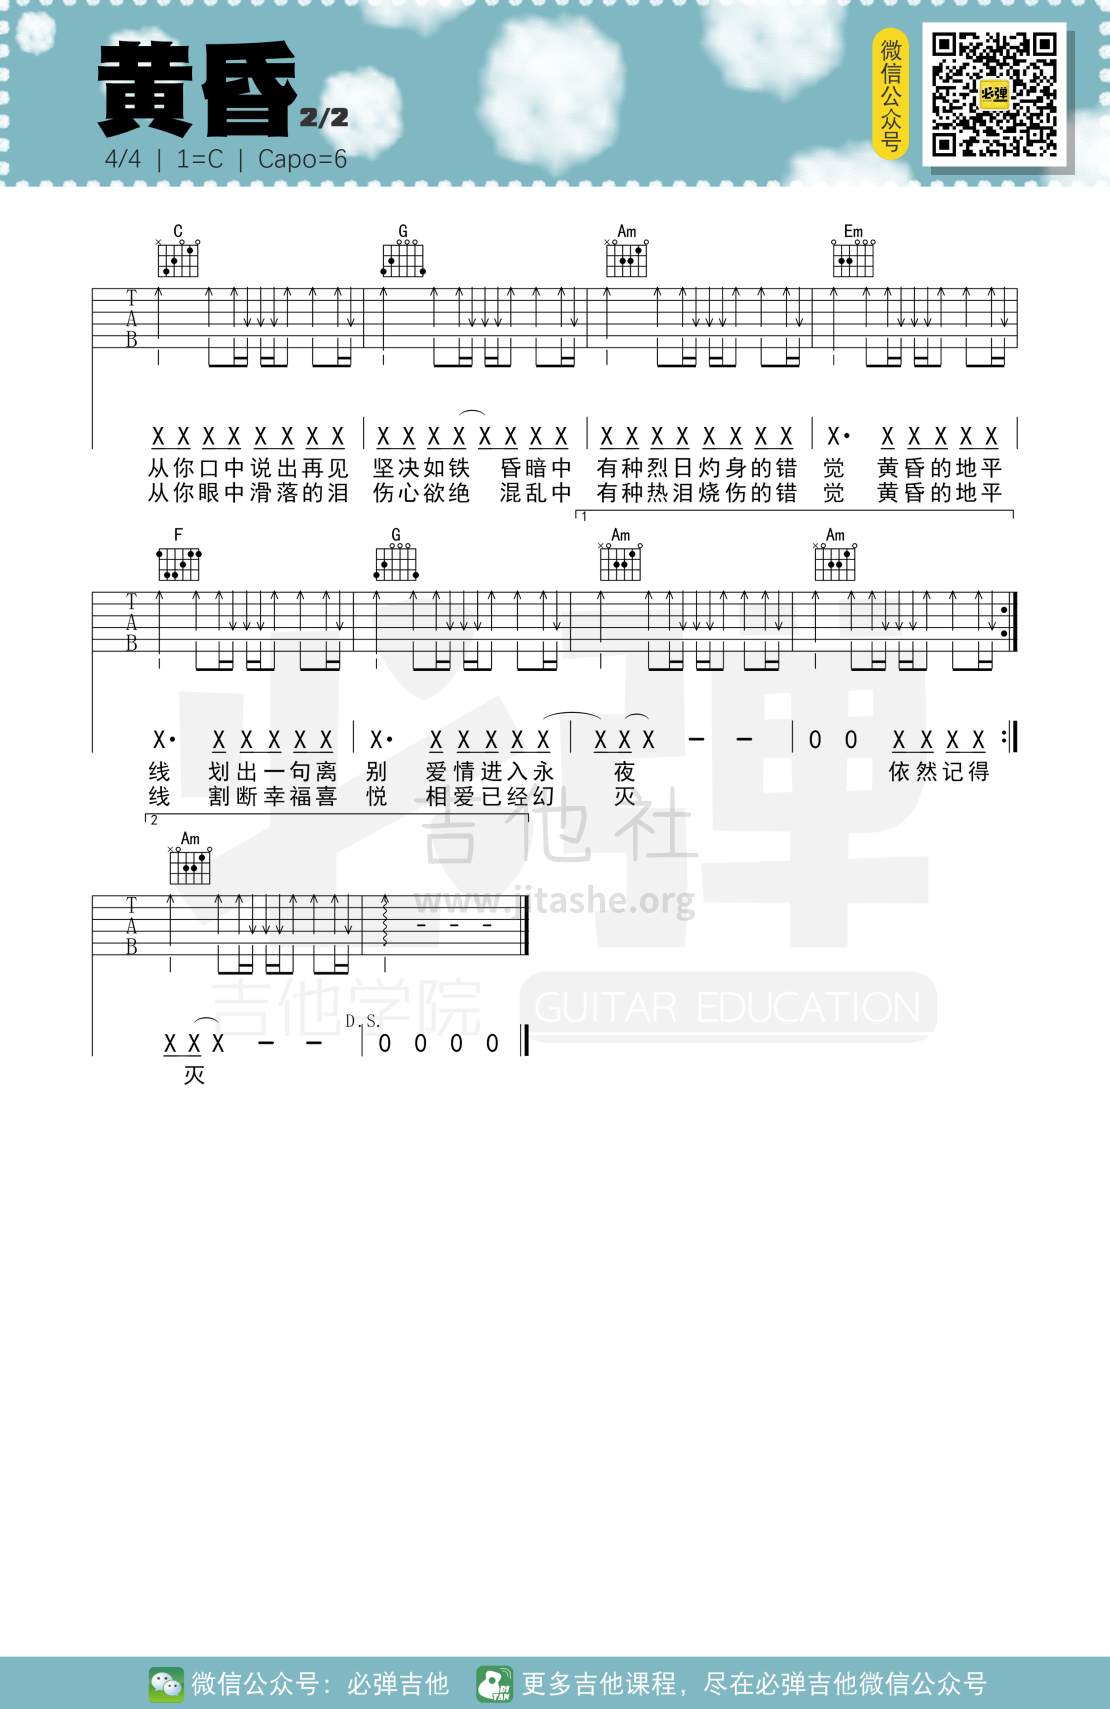 黄昏 2/2
4/4 | 1=C | Capo=6
微信公众号
必弹
C G Am Em
T
A
B
X X X X X X X X X X X X X X X X X X X X X X X X X· X X X X X
从你口中说出再见 坚决如铁 昏暗中 有种烈日灼身的错 觉 黄昏的地平
从你眼中滑落的泪 伤心欲绝 混乱中 有种热泪烧伤的错 觉 黄昏的地平
1
F G Am Am
T
A
B
X· X X X X X X· X X X X X X X X - - 0 0 X X X X
线 划出一句离 别 爱情进入永 夜 依然记得
线 割断幸福喜 悦 相爱已经幻 灭
2
Am
T
A
B
- - -
D.S.
X X X - - 0 0 0 0
灭
必弹
吉他社
www.jitashe.org
吉他学院 GUITAR EDUCATION
微信公众号：必弹吉他 更多吉他课程，尽在必弹吉他微信公众号